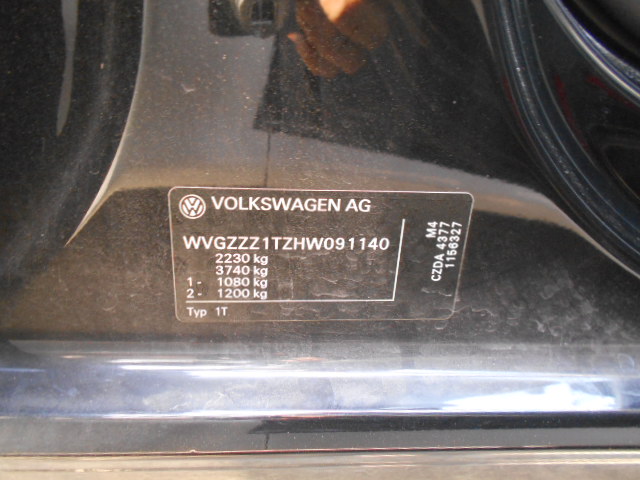 VOLKSWAGEN AG
WVGZZZ1TZHW091140
2230 kg
3740 kg
1 - 1080 kg
2 - 1200 kg
Typ 1T
M4
CZDA 4377
1156327